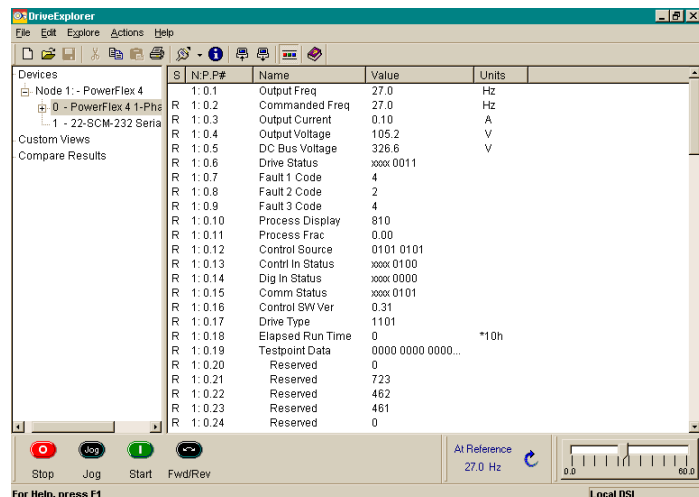 DriveExplorer
File Edit Explore Actions Help
Devices
Node 1: - PowerFlex 4
0 - PowerFlex 4 1-Pha
1 - 22-SCM-232 Seria
Custom Views
Compare Results
S N:P.P# Name Value Units
1: 0.1 Output Freq 27.0 Hz
R 1: 0.2 Commanded Freq 27.0 Hz
R 1: 0.3 Output Current 0.10 A
R 1: 0.4 Output Voltage 105.2 V
R 1: 0.5 DC Bus Voltage 326.6 V
R 1: 0.6 Drive Status xxxx 0011
R 1: 0.7 Fault 1 Code 4
R 1: 0.8 Fault 2 Code 2
R 1: 0.9 Fault 3 Code 4
R 1: 0.10 Process Display 810
R 1: 0.11 Process Frac 0.00
R 1: 0.12 Control Source 0101 0101
R 1: 0.13 Contrl In Status xxxx 0100
R 1: 0.14 Dig In Status xxxx 0000
R 1: 0.15 Comm Status xxxx 0101
R 1: 0.16 Control SW Ver 0.31
R 1: 0.17 Drive Type 1101
R 1: 0.18 Elapsed Run Time 0 *10h
R 1: 0.19 Testpoint Data 0000 0000 0000...
R 1: 0.20 Reserved 0
R 1: 0.21 Reserved 723
R 1: 0.22 Reserved 462
R 1: 0.23 Reserved 461
R 1: 0.24 Reserved 0
Jog
Stop Jog Start Fwd/Rev
At Reference
27.0 Hz
0.0 60.0
For Help, press F1 Local DSI